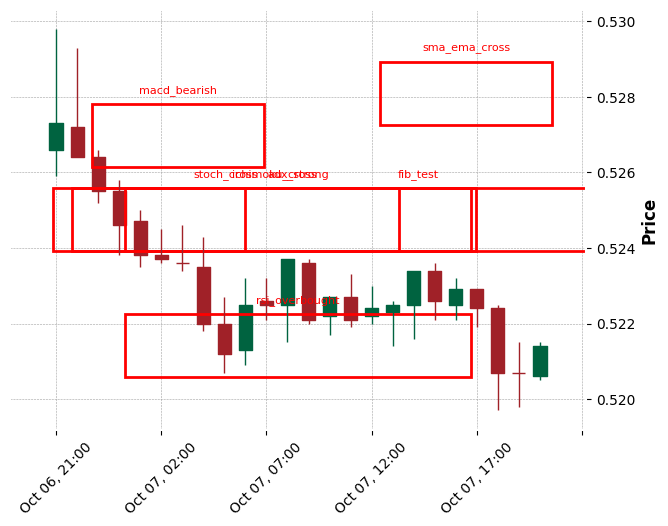 0.530
sma_ema_cross
macd_bearish
0.528
0.526
fib_test
0.524
rsi_overbought
0.522
0.520
Price
Oct 06, 21:00
Oct 07, 02:00
Oct 07, 07:00
Oct 07, 12:00
Oct 07, 17:00